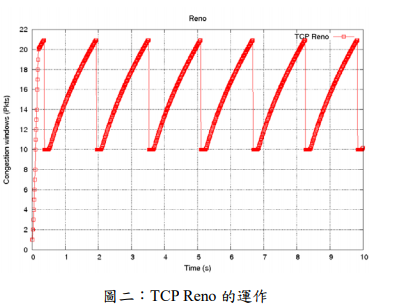 Reno
TCP Reno
Congestion windows (Pkts)
22
20
18
16
14
12
10
8
6
4
2
0
0 1 2 3 4 5 6 7 8 9 10
Time (s)
圖二：TCP Reno 的運作